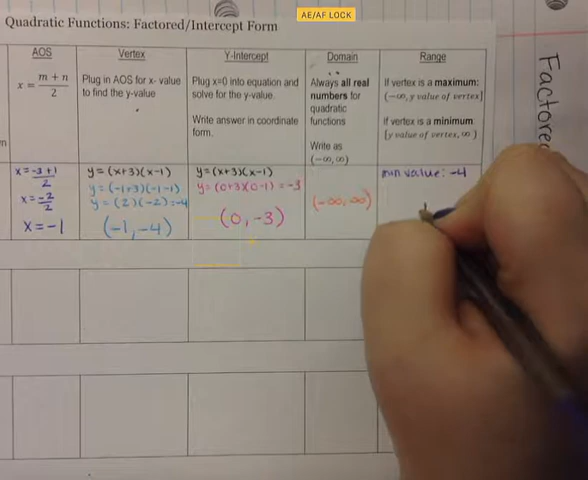 AE/AF LOCK
Quadratic Functions: Factored/Intercept Form
AOS
x = m + n / 2
x = -3 + 1 / 2
x = -2 / 2
x = -1
Vertex
Plug in AOS for x- value
to find the y-value
y = (x+3)(x-1)
y = (-1+3)(-1-1)
y = (2)(-2) = -4
(-1, -4)
Y-Intercept
Plug x=0 into equation and
solve for the y-value.
Write answer in coordinate
form.
y = (x+3)(x-1)
y = (0+3)(0-1) = -3
(0, -3)
Domain
Always all real
numbers for
quadratic
functions
Write as
(-∞, ∞)
(-∞, ∞)
Range
If vertex is a maximum:
(-∞, y value of vertex]
If vertex is a minimum:
[y value of vertex, ∞)
min value: -4
Factored